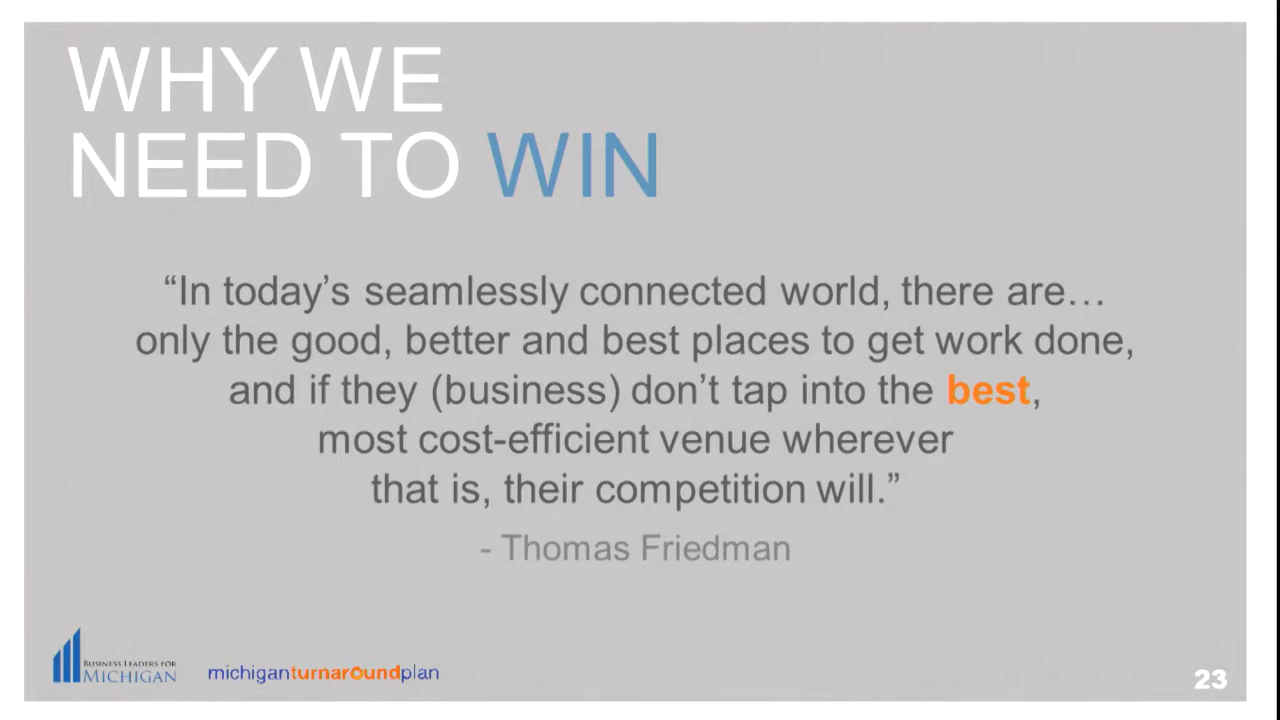 WHY WE
NEED TO WIN
“In today’s seamlessly connected world, there are…
only the good, better and best places to get work done,
and if they (business) don’t tap into the best,
most cost-efficient venue wherever
that is, their competition will.”
- Thomas Friedman
BUSINESS LEADERS FOR
MICHIGAN
michiganturnaroundplan
23